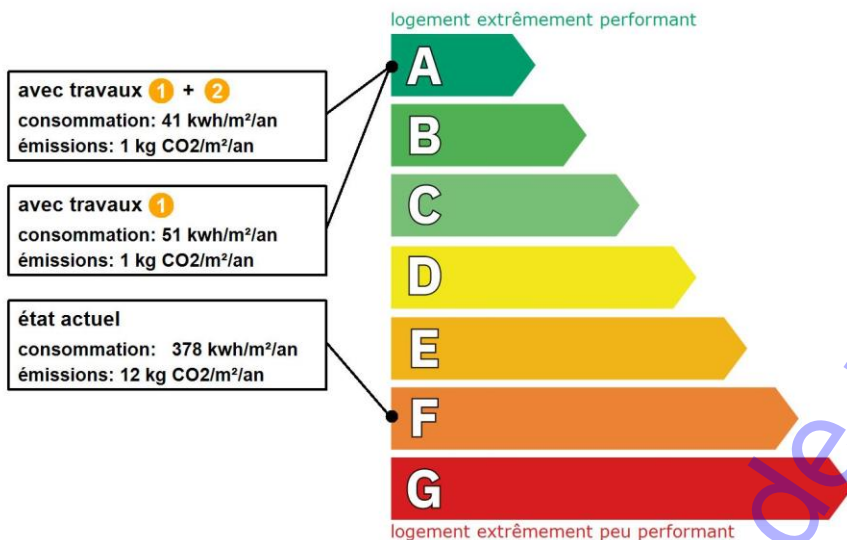 logement extrêmement performant
avec travaux 1 + 2
consommation: 41 kwh/m²/an
émissions: 1 kg CO2/m²/an
avec travaux 1
consommation: 51 kwh/m²/an
émissions: 1 kg CO2/m²/an
état actuel
consommation: 378 kwh/m²/an
émissions: 12 kg CO2/m²/an
A
B
C
D
E
F
G
logement extrêmement peu performant
de